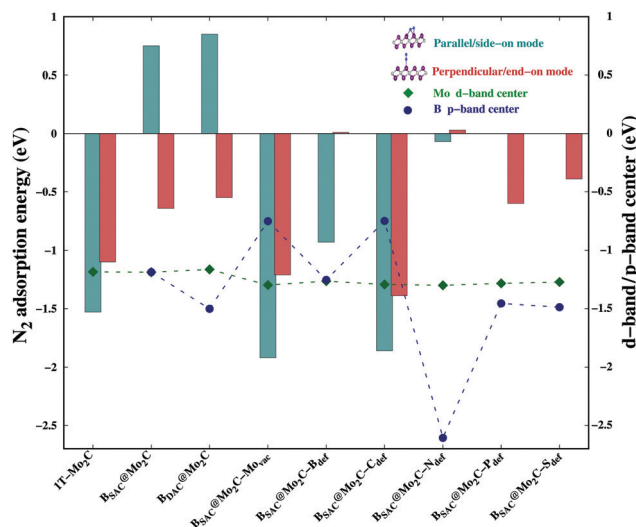 Parallel/side-on mode
Perpendicular/end-on mode
Mo d-band center
B p-band center
N2 adsorption energy (eV)
1
0.5
0
-0.5
-1
-1.5
-2
-2.5
d-band/p-band center (eV)
1
0.5
0
-0.5
-1
-1.5
-2
-2.5
1T-Mo2C
BSAC@Mo2C
BDAC@Mo2C
BSAC@Mo2C-Movac
BSAC@Mo2C-Bdef
BSAC@Mo2C-Cdef
BSAC@Mo2C-Ndef
BSAC@Mo2C-Pdef
BSAC@Mo2C-Sdef